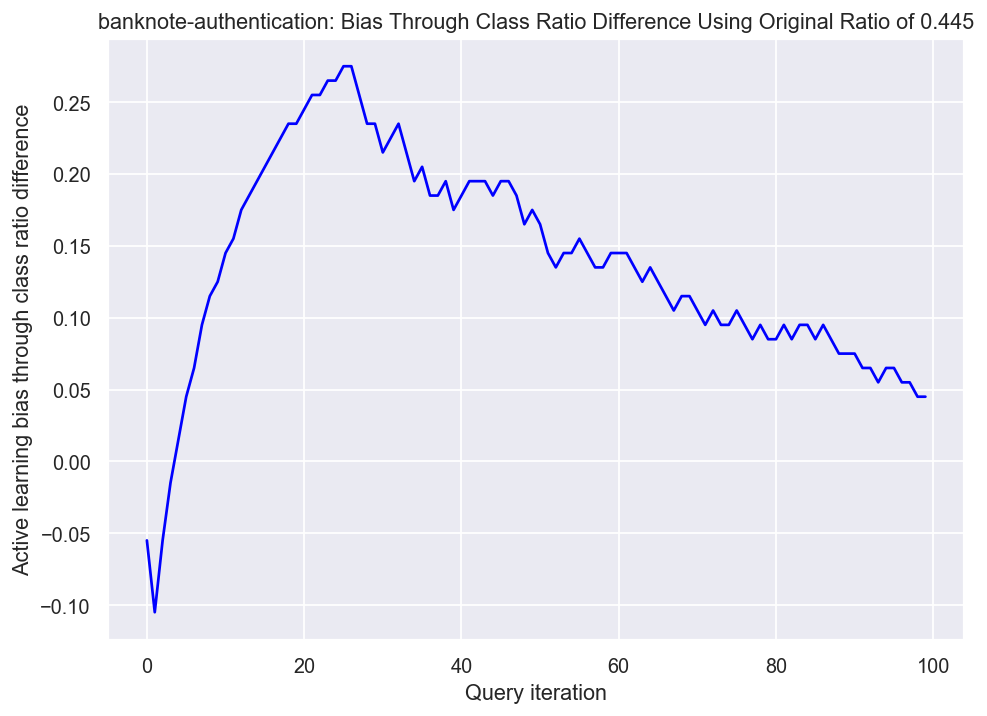 banknote-authentication: Bias Through Class Ratio Difference Using Original Ratio of 0.445
Active learning bias through class ratio difference
0.25
0.20
0.15
0.10
0.05
0.00
−0.05
−0.10
0 20 40 60 80 100
Query iteration